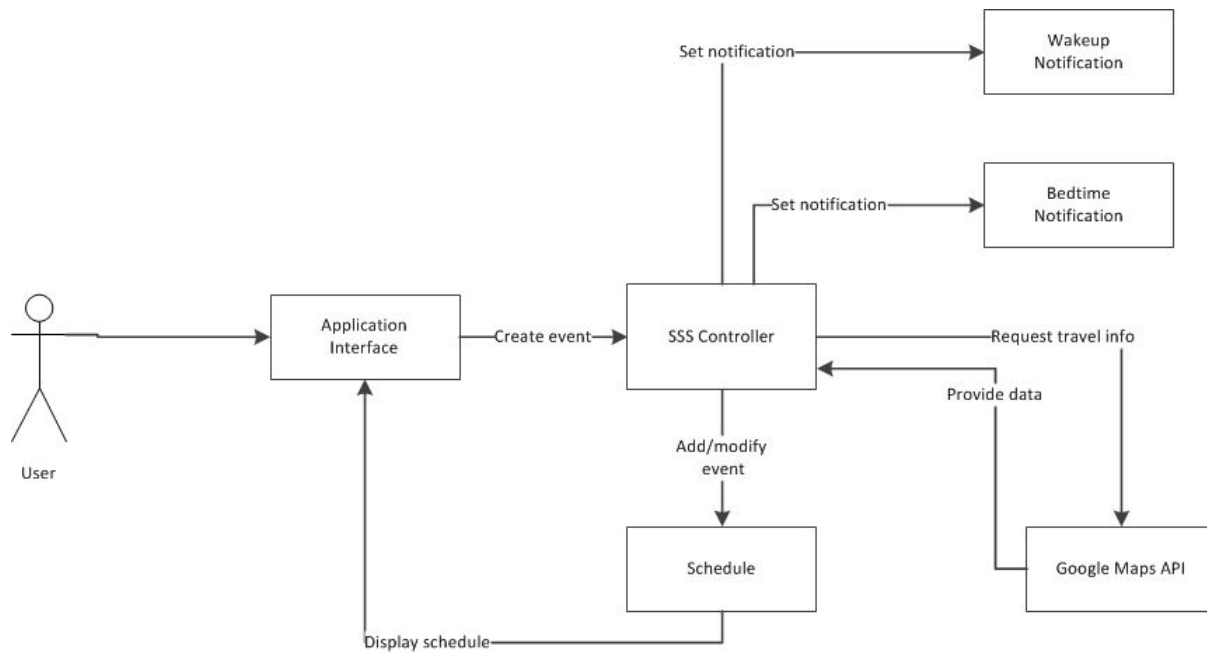 Set notification
Wakeup
Notification
Set notification
Bedtime
Notification
Application
Interface
Create event
SSS Controller
Request travel info
Provide data
Add/modify
event
User
Schedule
Google Maps API
Display schedule